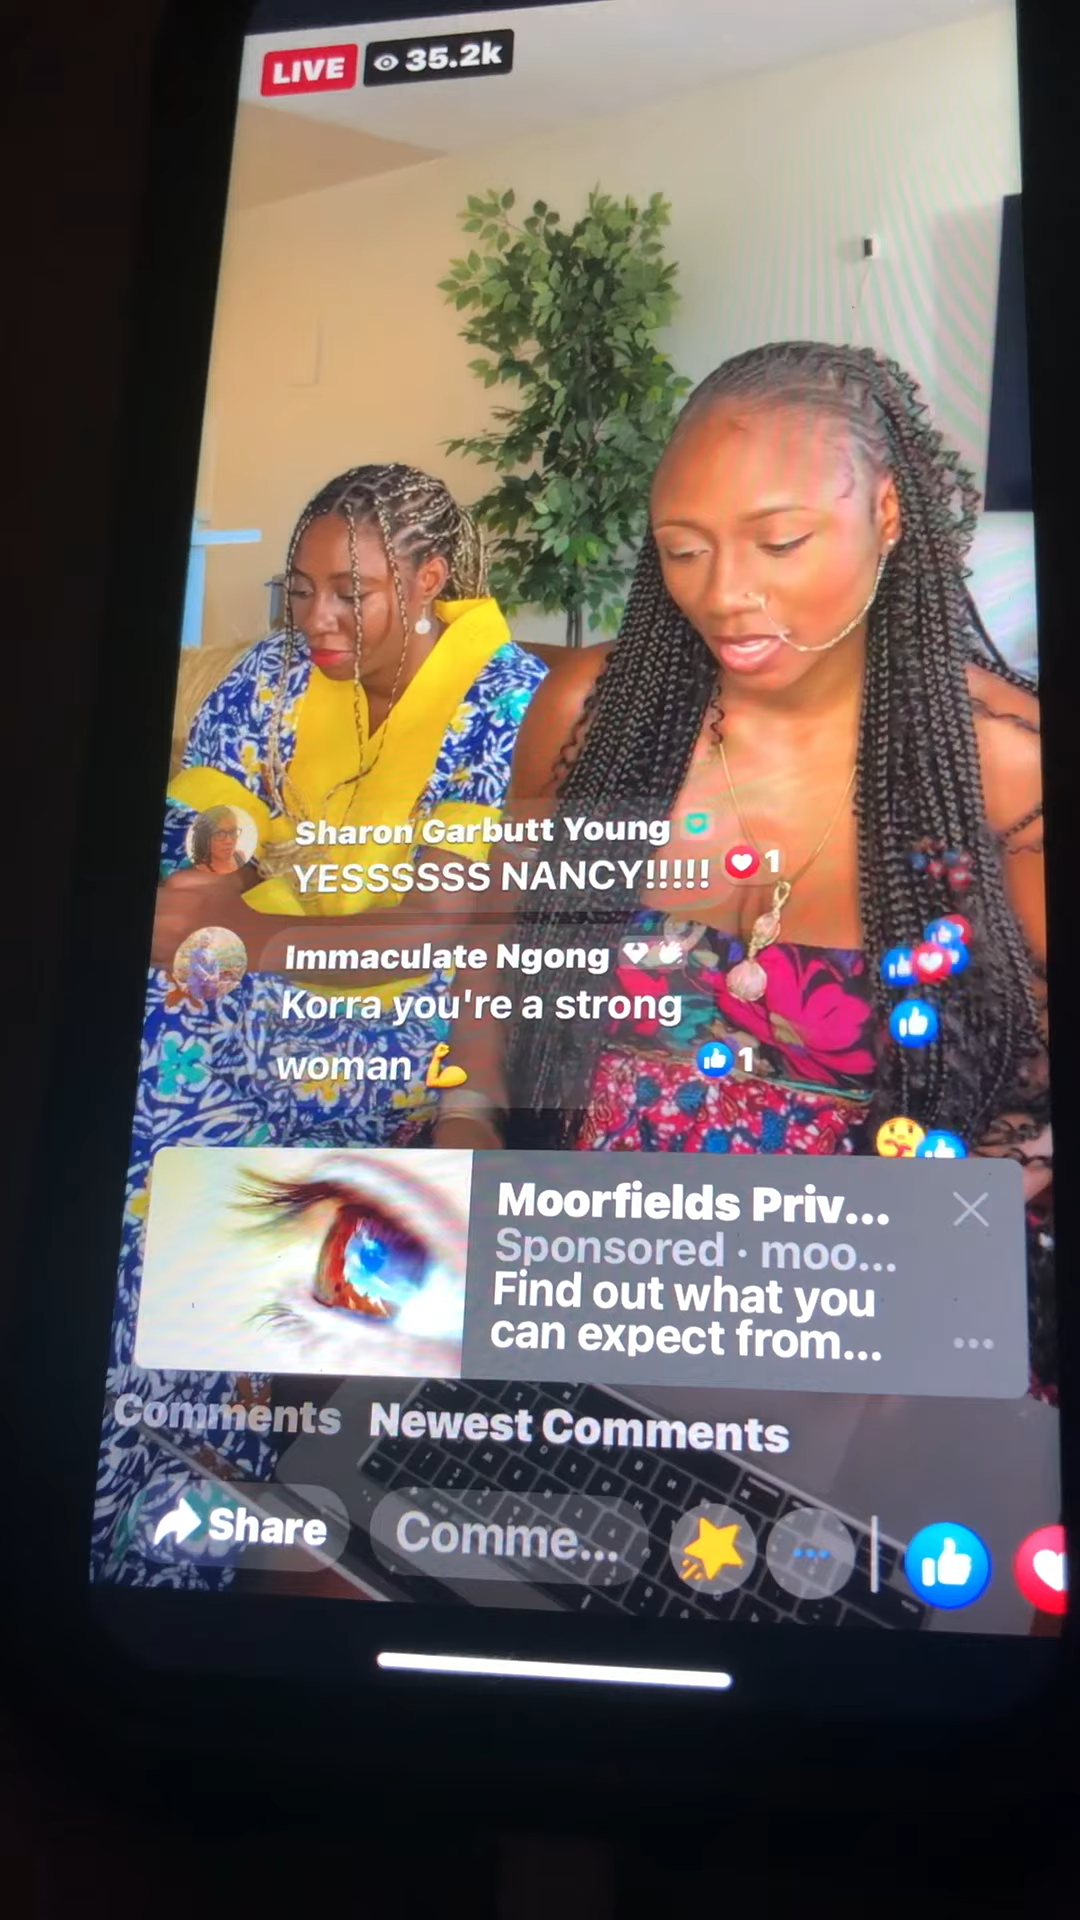 LIVE 35.2k
Sharon Garbutt Young
YESSSSSS NANCY!!!!! 1
Immaculate Ngong
Korra you're a strong
woman 💪 1
Moorfields Priv...
Sponsored · moo...
Find out what you
can expect from...
Comments Newest Comments
Share Comme...